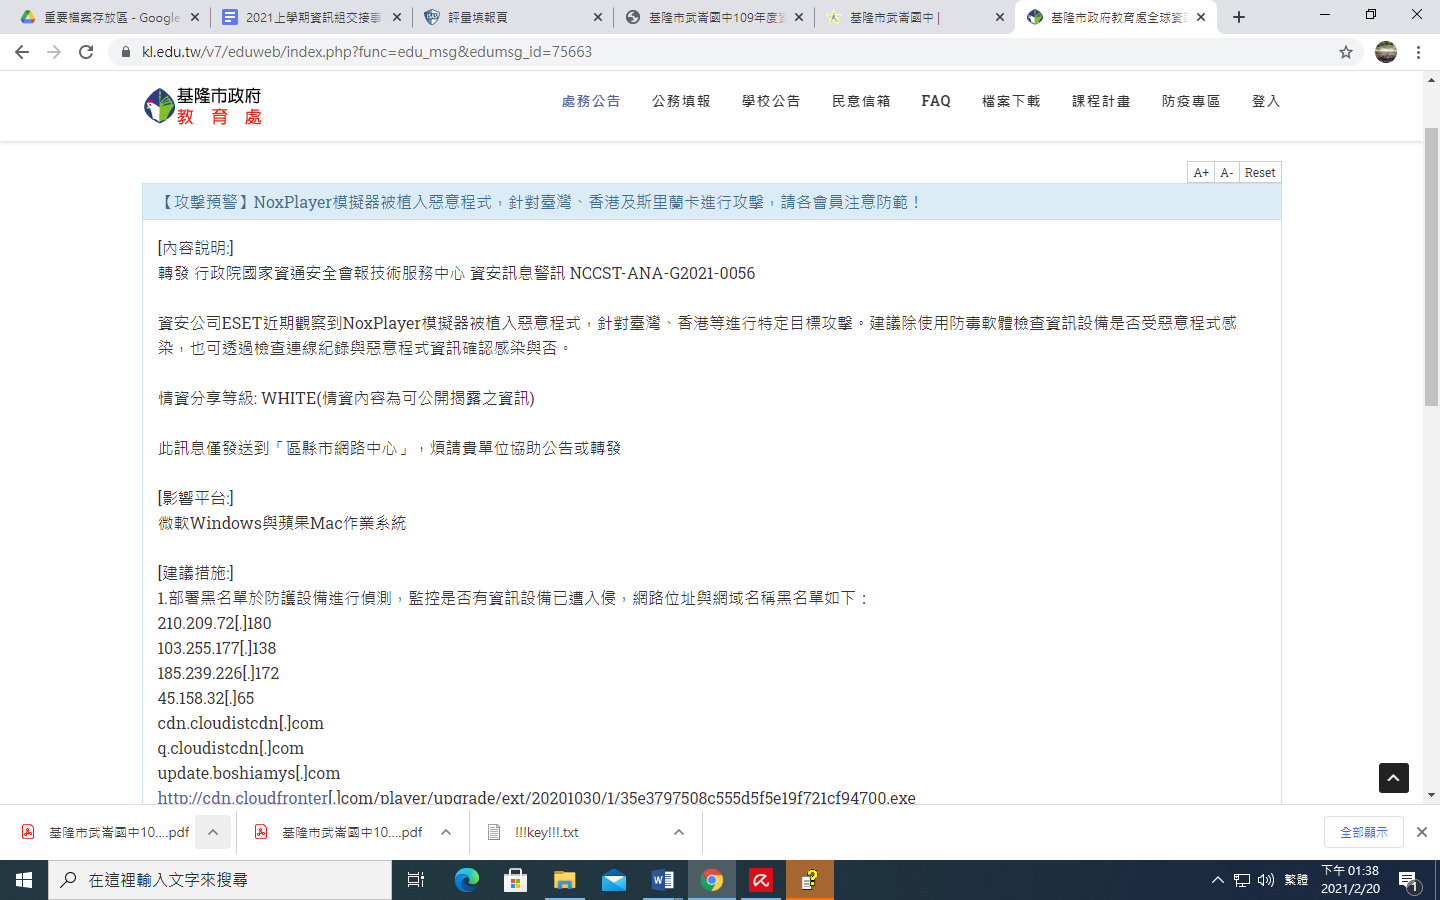 重要檔案存放區 - Google
2021上學期資訊組交接事
評量填報頁
基隆市武崙國中109年度資
基隆市武崙國中 |
基隆市政府教育處全球資訊
kl.edu.tw/v7/eduweb/index.php?func=edu_msg&edumsg_id=75663
基隆市政府
教育處
處務公告 公務填報 學校公告 民意信箱 FAQ 檔案下載 課程計畫 防疫專區 登入
A+ A- Reset
【攻擊預警】NoxPlayer模擬器被植入惡意程式，針對臺灣、香港及斯里蘭卡進行攻擊，請各會員注意防範！
[內容說明:]
轉發 行政院國家資通安全會報技術服務中心 資安訊息警訊 NCCST-ANA-G2021-0056
資安公司ESET近期觀察到NoxPlayer模擬器被植入惡意程式，針對臺灣、香港等進行特定目標攻擊。建議除使用防毒軟體檢查資訊設備是否受惡意程式感
染，也可透過檢查連線紀錄與惡意程式資訊確認感染與否。
情資分享等級: WHITE(情資內容為可公開揭露之資訊)
此訊息僅發送到「區縣市網路中心」，煩請貴單位協助公告或轉發
[影響平台:]
微軟Windows與蘋果Mac作業系統
[建議措施:]
1.部署黑名單於防護設備進行偵測，監控是否有資訊設備已遭入侵，網路位址與網域名稱黑名單如下：
210.209.72[.]180
103.255.177[.]138
185.239.226[.]172
45.158.32[.]65
cdn.cloudistcdn[.]com
q.cloudistcdn[.]com
update.boshiamys[.]com
http://cdn.cloudfronter[.]com/player/upgrade/ext/20201030/1/35e3797508c555d5f5e19f721cf94700.exe
基隆市武崙國中10....pdf
基隆市武崙國中10....pdf
!!!key!!!.txt
全部顯示
在這裡輸入文字來搜尋
繁體
下午 01:38
2021/2/20
1